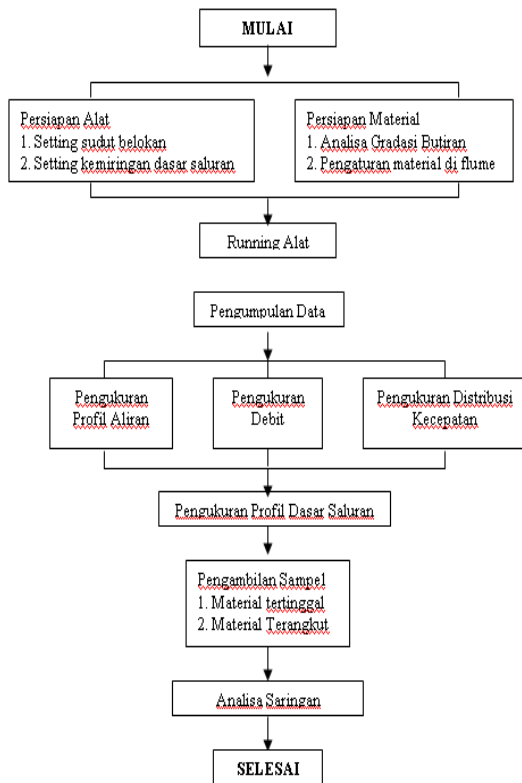 MULAI
Persiapan Alat
1. Setting sudut belokan
2. Setting kemiringan dasar saluran
Persiapan Material
1. Analisa Gradasi Butiran
2. Pengaturan material di flume
Running Alat
Pengumpulan Data
Pengukuran
Profil Aliran
Pengukuran
Debit
Pengukuran Distribusi
Kecepatan
Pengukuran Profil Dasar Saluran
Pengambilan Sampel
1. Material tertinggal
2. Material Terangkut
Analisa Saringan
SELESAI